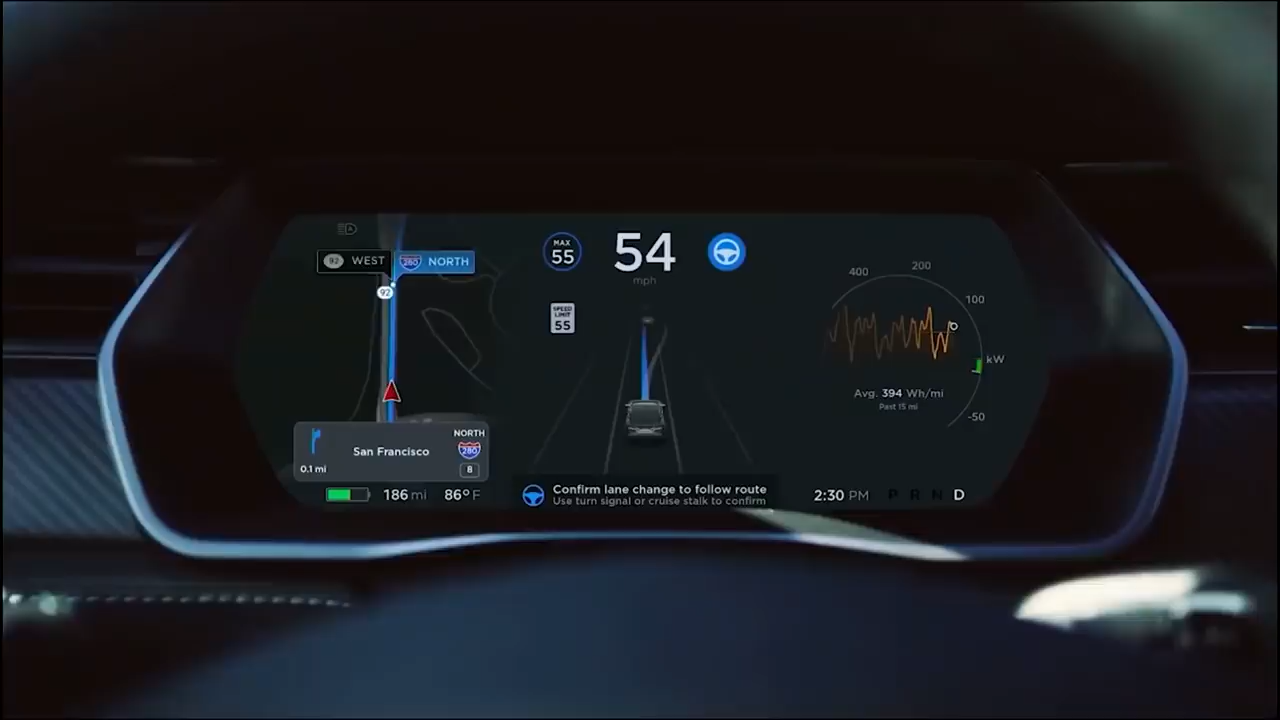 92 WEST
280 NORTH
92
San Francisco
0.1 mi
NORTH
280
8
186 mi
86° F
MAX
55
54
mph
SPEED
LIMIT
55
Confirm lane change to follow route
Use turn signal or cruise stalk to confirm
400
200
100
kW
-50
Avg. 394 Wh/mi
Past 15 mi
2:30 PM
P R N D